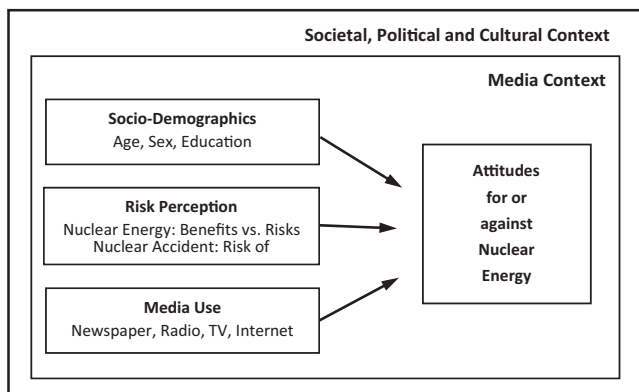 Societal, Political and Cultural Context
Media Context
Socio-Demographics
Age, Sex, Education
Risk Perception
Nuclear Energy: Benefits vs. Risks
Nuclear Accident: Risk of
Media Use
Newspaper, Radio, TV, Internet
Attitudes
for or
against
Nuclear
Energy